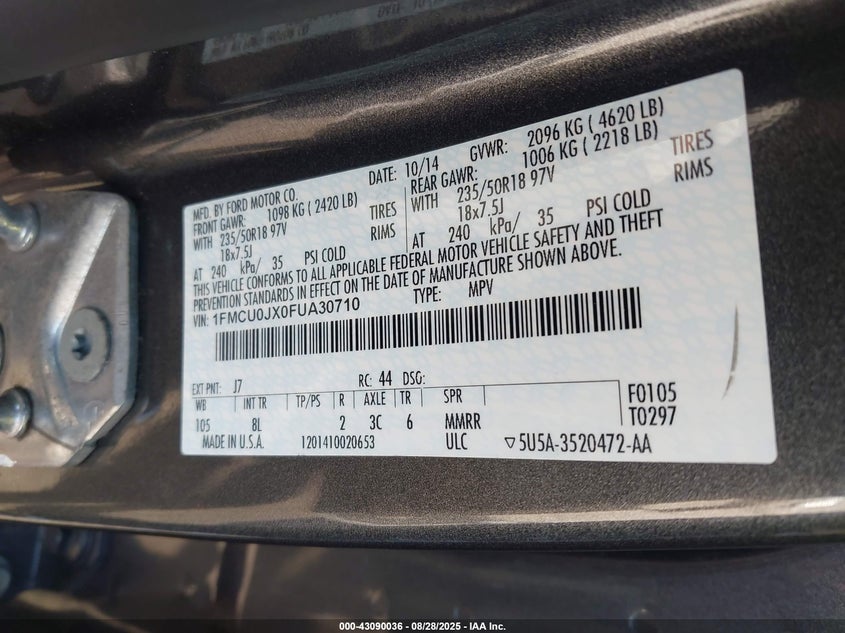 MFD. BY FORD MOTOR CO. DATE: 10/14 GVWR: 2096 KG ( 4620 LB)
FRONT GAWR: 1098 KG ( 2420 LB) REAR GAWR: 1006 KG ( 2218 LB)
WITH 235/50R18 97V TIRES WITH 235/50R18 97V TIRES
18x7.5J RIMS 18x7.5J RIMS
AT 240 kPa/ 35 PSI COLD AT 240 kPa/ 35 PSI COLD
THIS VEHICLE CONFORMS TO ALL APPLICABLE FEDERAL MOTOR VEHICLE SAFETY AND THEFT
PREVENTION STANDARDS IN EFFECT ON THE DATE OF MANUFACTURE SHOWN ABOVE.
VIN: 1FMCU0JX0FUA30710 TYPE: MPV
EXT PNT: J7 RC: 44 DSO:
WB INT TR TP/PS R AXLE TR SPR F0105
105 8L 2 3C 6 MMRR T0297
MADE IN U.S.A. 1201410020653 ULC ▽5U5A-3520472-AA
000-43090036 - 08/28/2025 - IAA Inc.